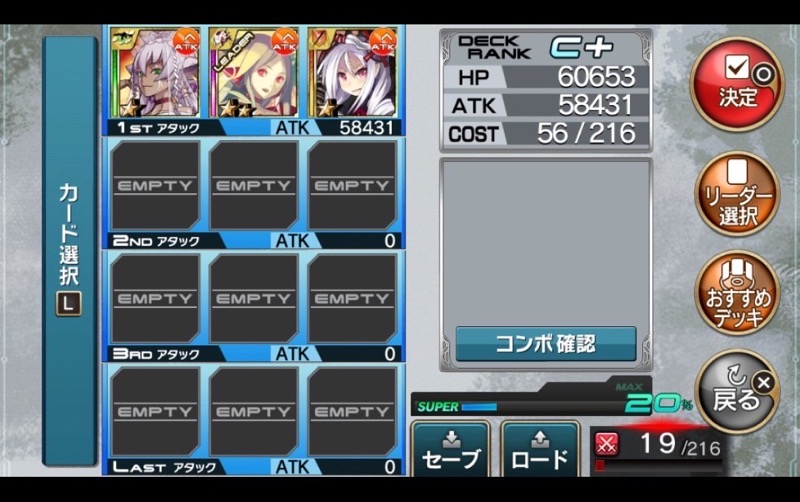 カード選択
L
ATK
LEADER
ATK
ATK
1ST アタック ATK 58431
EMPTY EMPTY EMPTY
2ND アタック ATK 0
EMPTY EMPTY EMPTY
3RD アタック ATK 0
EMPTY EMPTY EMPTY
LAST アタック ATK 0
DECK RANK C+
HP 60653
ATK 58431
COST 56/216
コンボ確認
SUPER
MAX
20%
セーブ
ロード
19/216
決定
リーダー
選択
おすすめ
デッキ
戻る